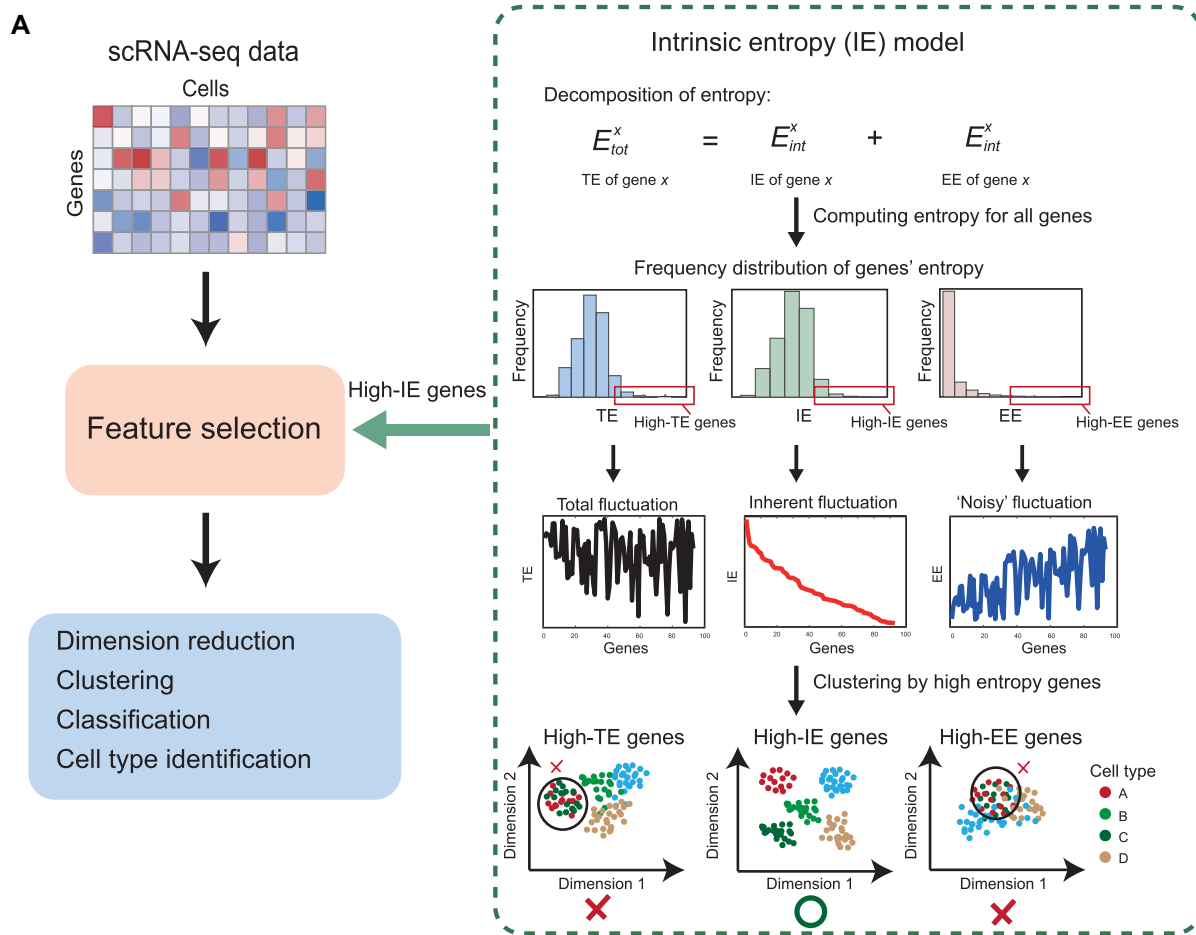 A
scRNA-seq data
Cells
Genes
Feature selection
High-IE genes
Dimension reduction
Clustering
Classification
Cell type identification
Intrinsic entropy (IE) model
Decomposition of entropy:
E^x_tot = E^x_int + E^x_int
TE of gene x IE of gene x EE of gene x
Computing entropy for all genes
Frequency distribution of genes' entropy
Frequency Frequency Frequency
TE IE EE
High-TE genes High-IE genes High-EE genes
Total fluctuation Inherent fluctuation 'Noisy' fluctuation
TE IE EE
0 20 40 60 80 100 0 20 40 60 80 100 0 20 40 60 80 100
Genes Genes Genes
Clustering by high entropy genes
High-TE genes High-IE genes High-EE genes
Dimension 2 Dimension 2 Dimension 2
Dimension 1 Dimension 1 Dimension 1
Cell type
A
B
C
D